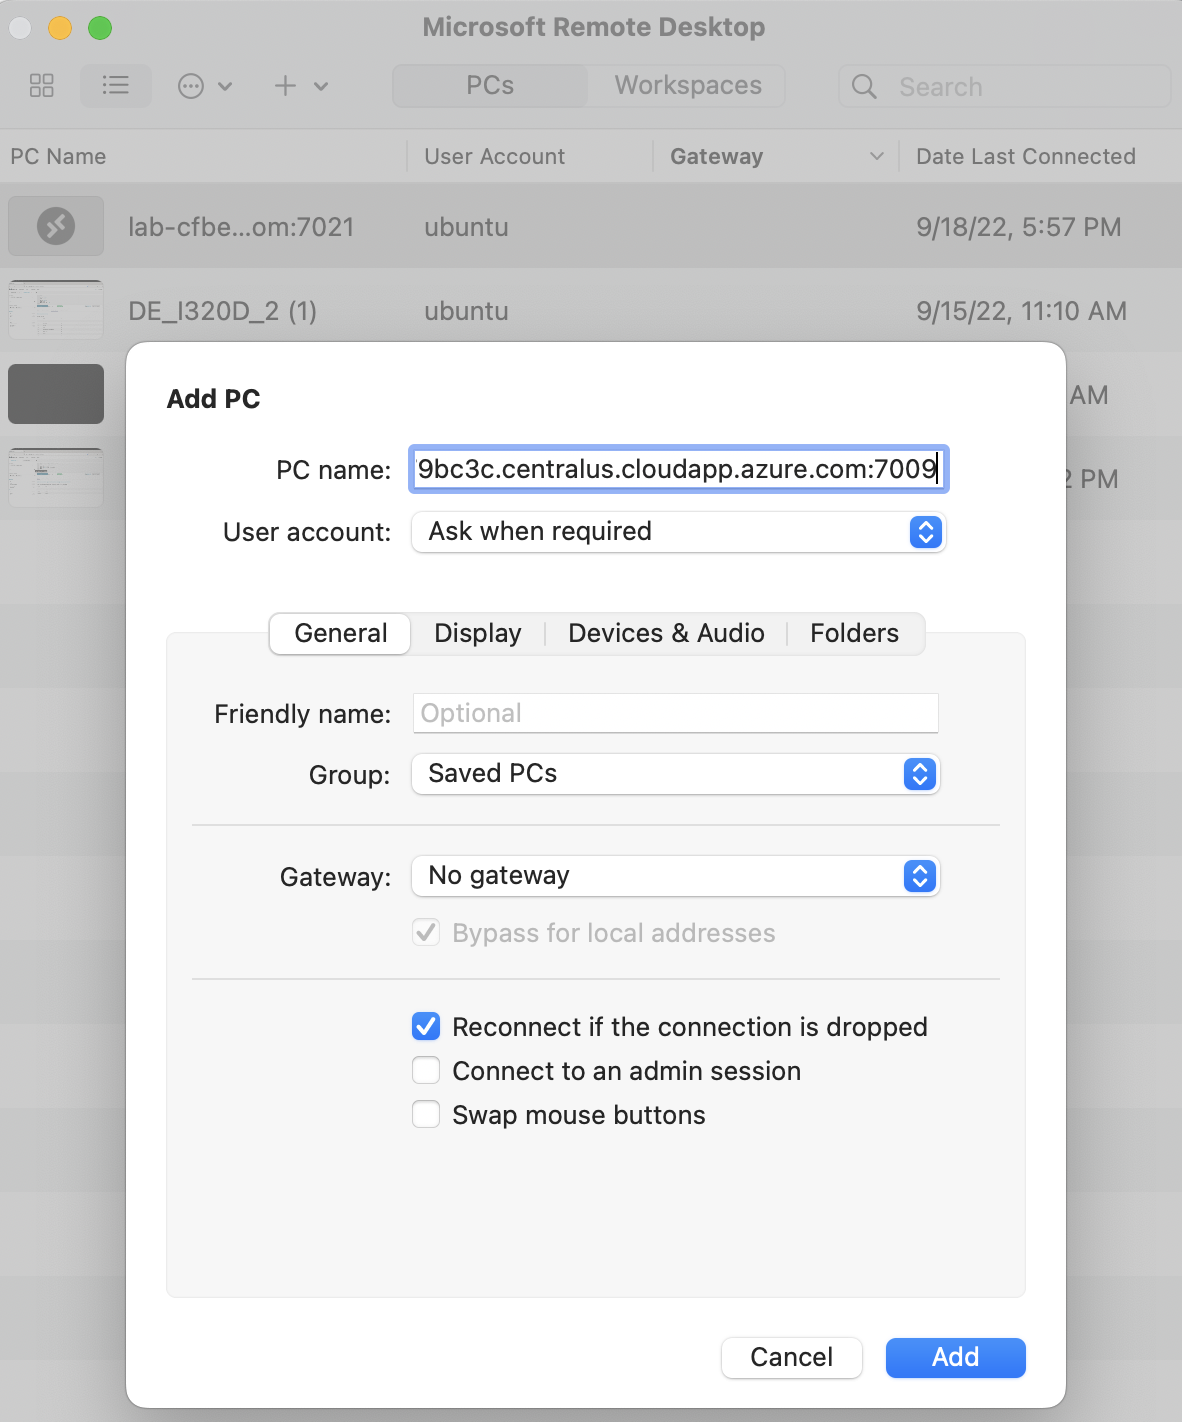 Microsoft Remote Desktop
PCs Workspaces Search
PC Name User Account Gateway Date Last Connected
lab-cfbe...om:7021 ubuntu 9/18/22, 5:57 PM
DE_I320D_2 (1) ubuntu 9/15/22, 11:10 AM
AM
PM
Add PC
PC name: 9bc3c.centralus.cloudapp.azure.com:7009
User account: Ask when required
General Display Devices & Audio Folders
Friendly name: Optional
Group: Saved PCs
Gateway: No gateway
Bypass for local addresses
Reconnect if the connection is dropped
Connect to an admin session
Swap mouse buttons
Cancel Add